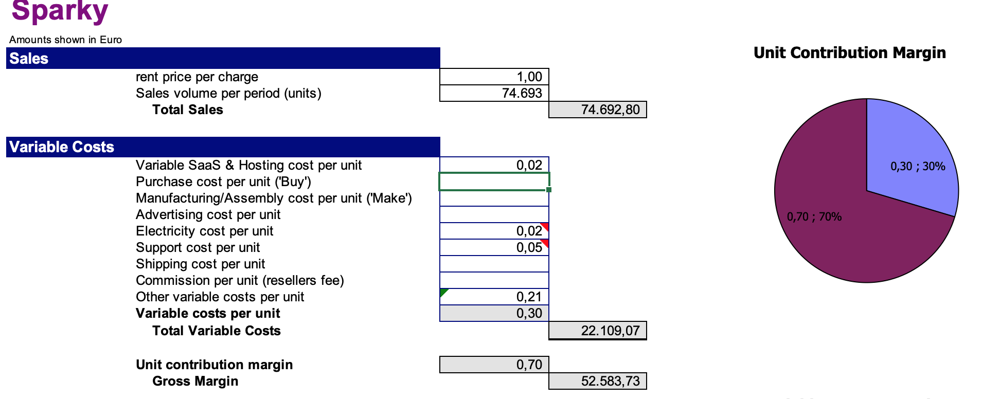 Sparky
Amounts shown in Euro
Sales
rent price per charge 1,00
Sales volume per period (units) 74.693
Total Sales 74.692,80
Variable Costs
Variable SaaS & Hosting cost per unit 0,02
Purchase cost per unit ('Buy')
Manufacturing/Assembly cost per unit ('Make')
Advertising cost per unit
Electricity cost per unit 0,02
Support cost per unit 0,05
Shipping cost per unit
Commission per unit (resellers fee)
Other variable costs per unit 0,21
Variable costs per unit 0,30
Total Variable Costs 22.109,07
Unit contribution margin 0,70
Gross Margin 52.583,73
Unit Contribution Margin
0,30 ; 30%
0,70 ; 70%